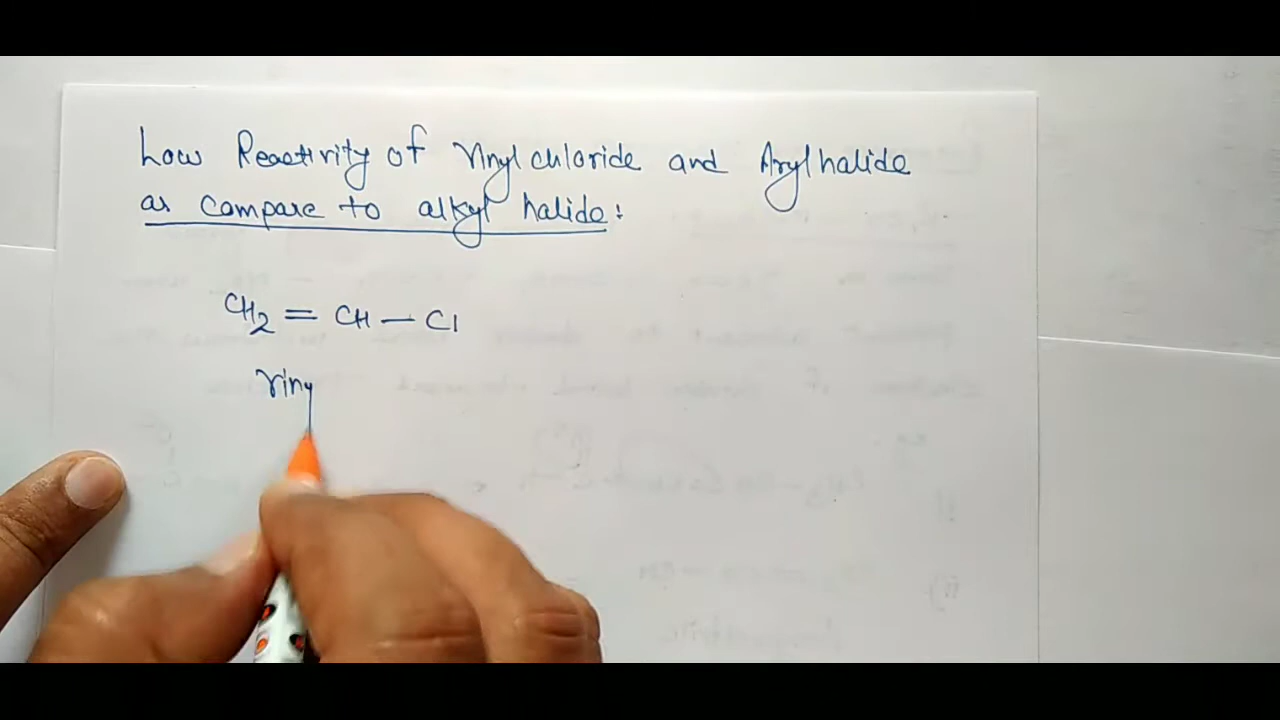 Low Reactivity of Vinyl chloride and Aryl halide
as compare to alkyl halide:
CH₂ = CH – Cl
viny